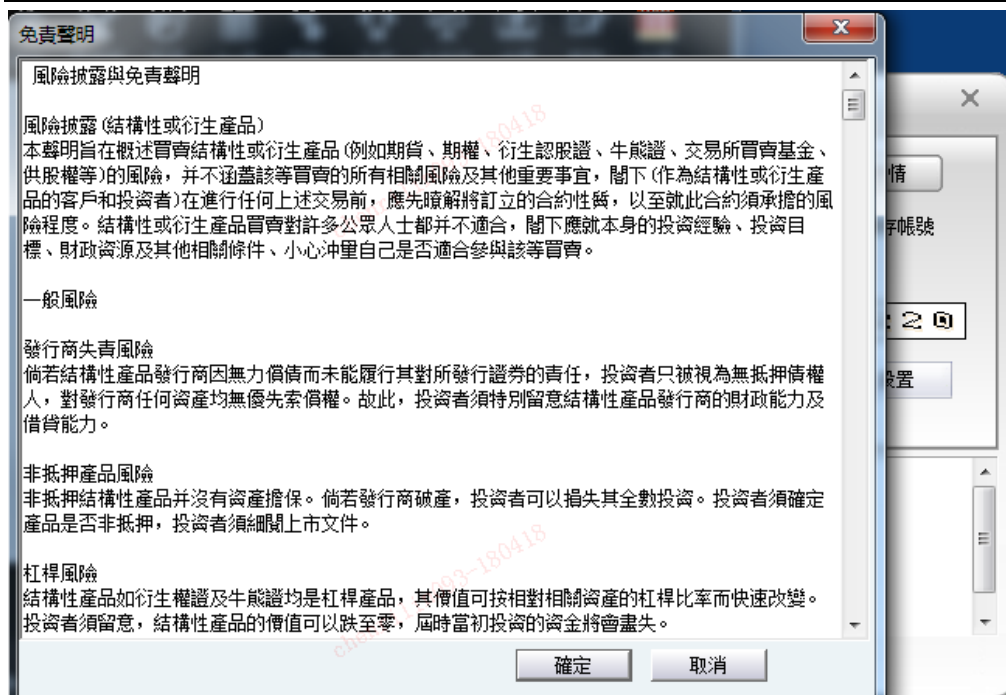 免責聲明
風險披露與免責聲明
風險披露(結構性或衍生產品)
本聲明旨在概述買賣結構性或衍生產品(例如期貨、期權、衍生認股證、牛熊證、交易所買賣基金、
供股權等)的風險，并不涵蓋該等買賣的所有相關風險及其他重要事宜，閣下(作為結構性或衍生產
品的客戶和投資者)在進行任何上述交易前，應先暸解將訂立的合約性質，以至就此合約須承擔的風
險程度。結構性或衍生產品買賣對許多公眾人士都并不適合，閣下應就本身的投資經驗、投資目
標、財政資源及其他相關條件、小心沖量自己是否適合參與該等買賣。
一般風險
發行商失責風險
倘若結構性產品發行商因無力償債而未能履行其對所發行證券的責任，投資者只被視為無抵押債權
人，對發行商任何資產均無優先索償權。故此，投資者須特別留意結構性產品發行商的財政能力及
借貸能力。
非抵押產品風險
非抵押結構性產品并沒有資產擔保。倘若發行商破產，投資者可以損失其全數投資。投資者須確定
產品是否非抵押，投資者須細閱上市文件。
杠桿風險
結構性產品如衍生權證及牛熊證均是杠桿產品，其價值可按相對相關資產的杠桿比率而快速改變。
投資者須留意，結構性產品的價值可以跌至零，屆時當初投資的資金將會盡失。
確定
取消
情
存帳號
:20
設置